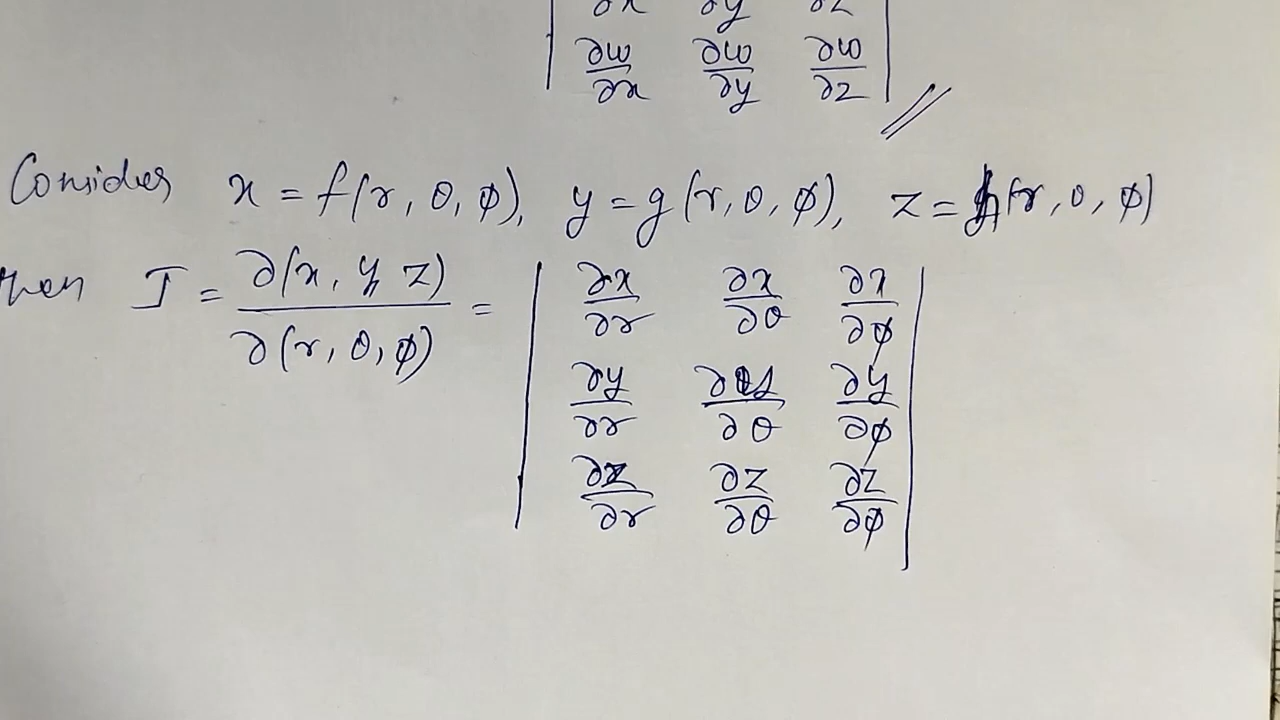 ∂x ∂y ∂z
∂w/∂x ∂w/∂y ∂w/∂z
Consider x = f(r, θ, φ), y = g(r, θ, φ), z = h(r, θ, φ)
then J = ∂(x, y, z)/∂(r, θ, φ) = | ∂x/∂r ∂x/∂θ ∂x/∂φ
∂y/∂r ∂y/∂θ ∂y/∂φ
∂z/∂r ∂z/∂θ ∂z/∂φ |